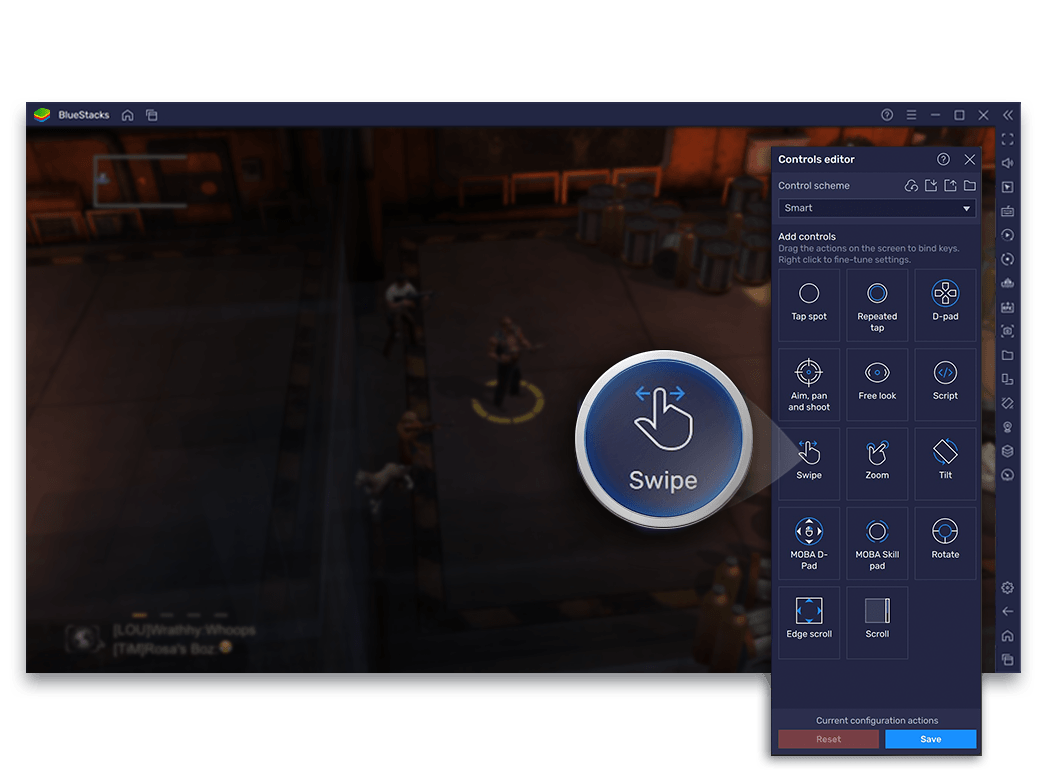 BlueStacks
Controls editor
Control scheme
Smart
Add controls
Drag the actions on the screen to bind keys.
Right click to fine-tune settings.
Tap spot
Repeated
tap
D-pad
Aim, pan
and shoot
Free look
Script
Swipe
Swipe
Zoom
Tilt
MOBA D-
Pad
MOBA Skill
pad
Rotate
Edge scroll
Scroll
[LOU]Wrathhy:Whoops
[TiM]Rosa's Boz:
Current configuration actions
Reset
Save